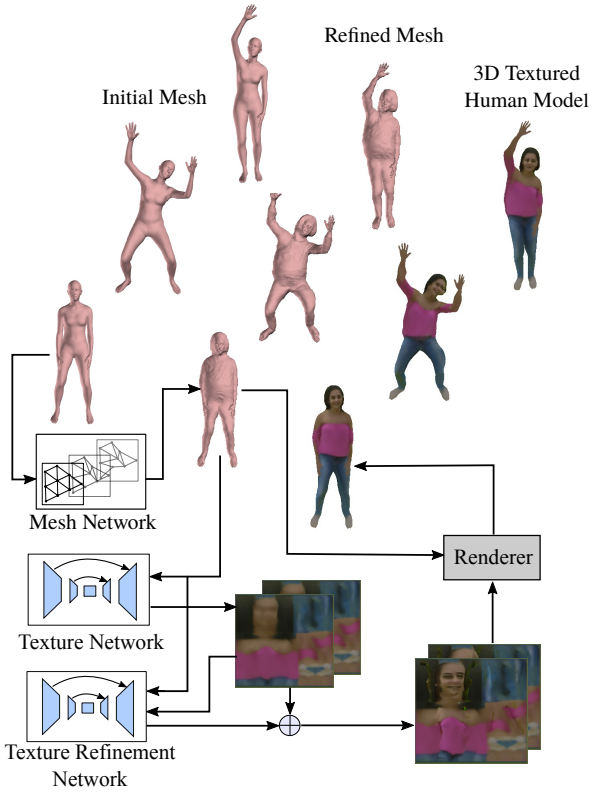 Refined Mesh
Initial Mesh
3D Textured
Human Model
Mesh Network
Renderer
Texture Network
Texture Refinement
Network